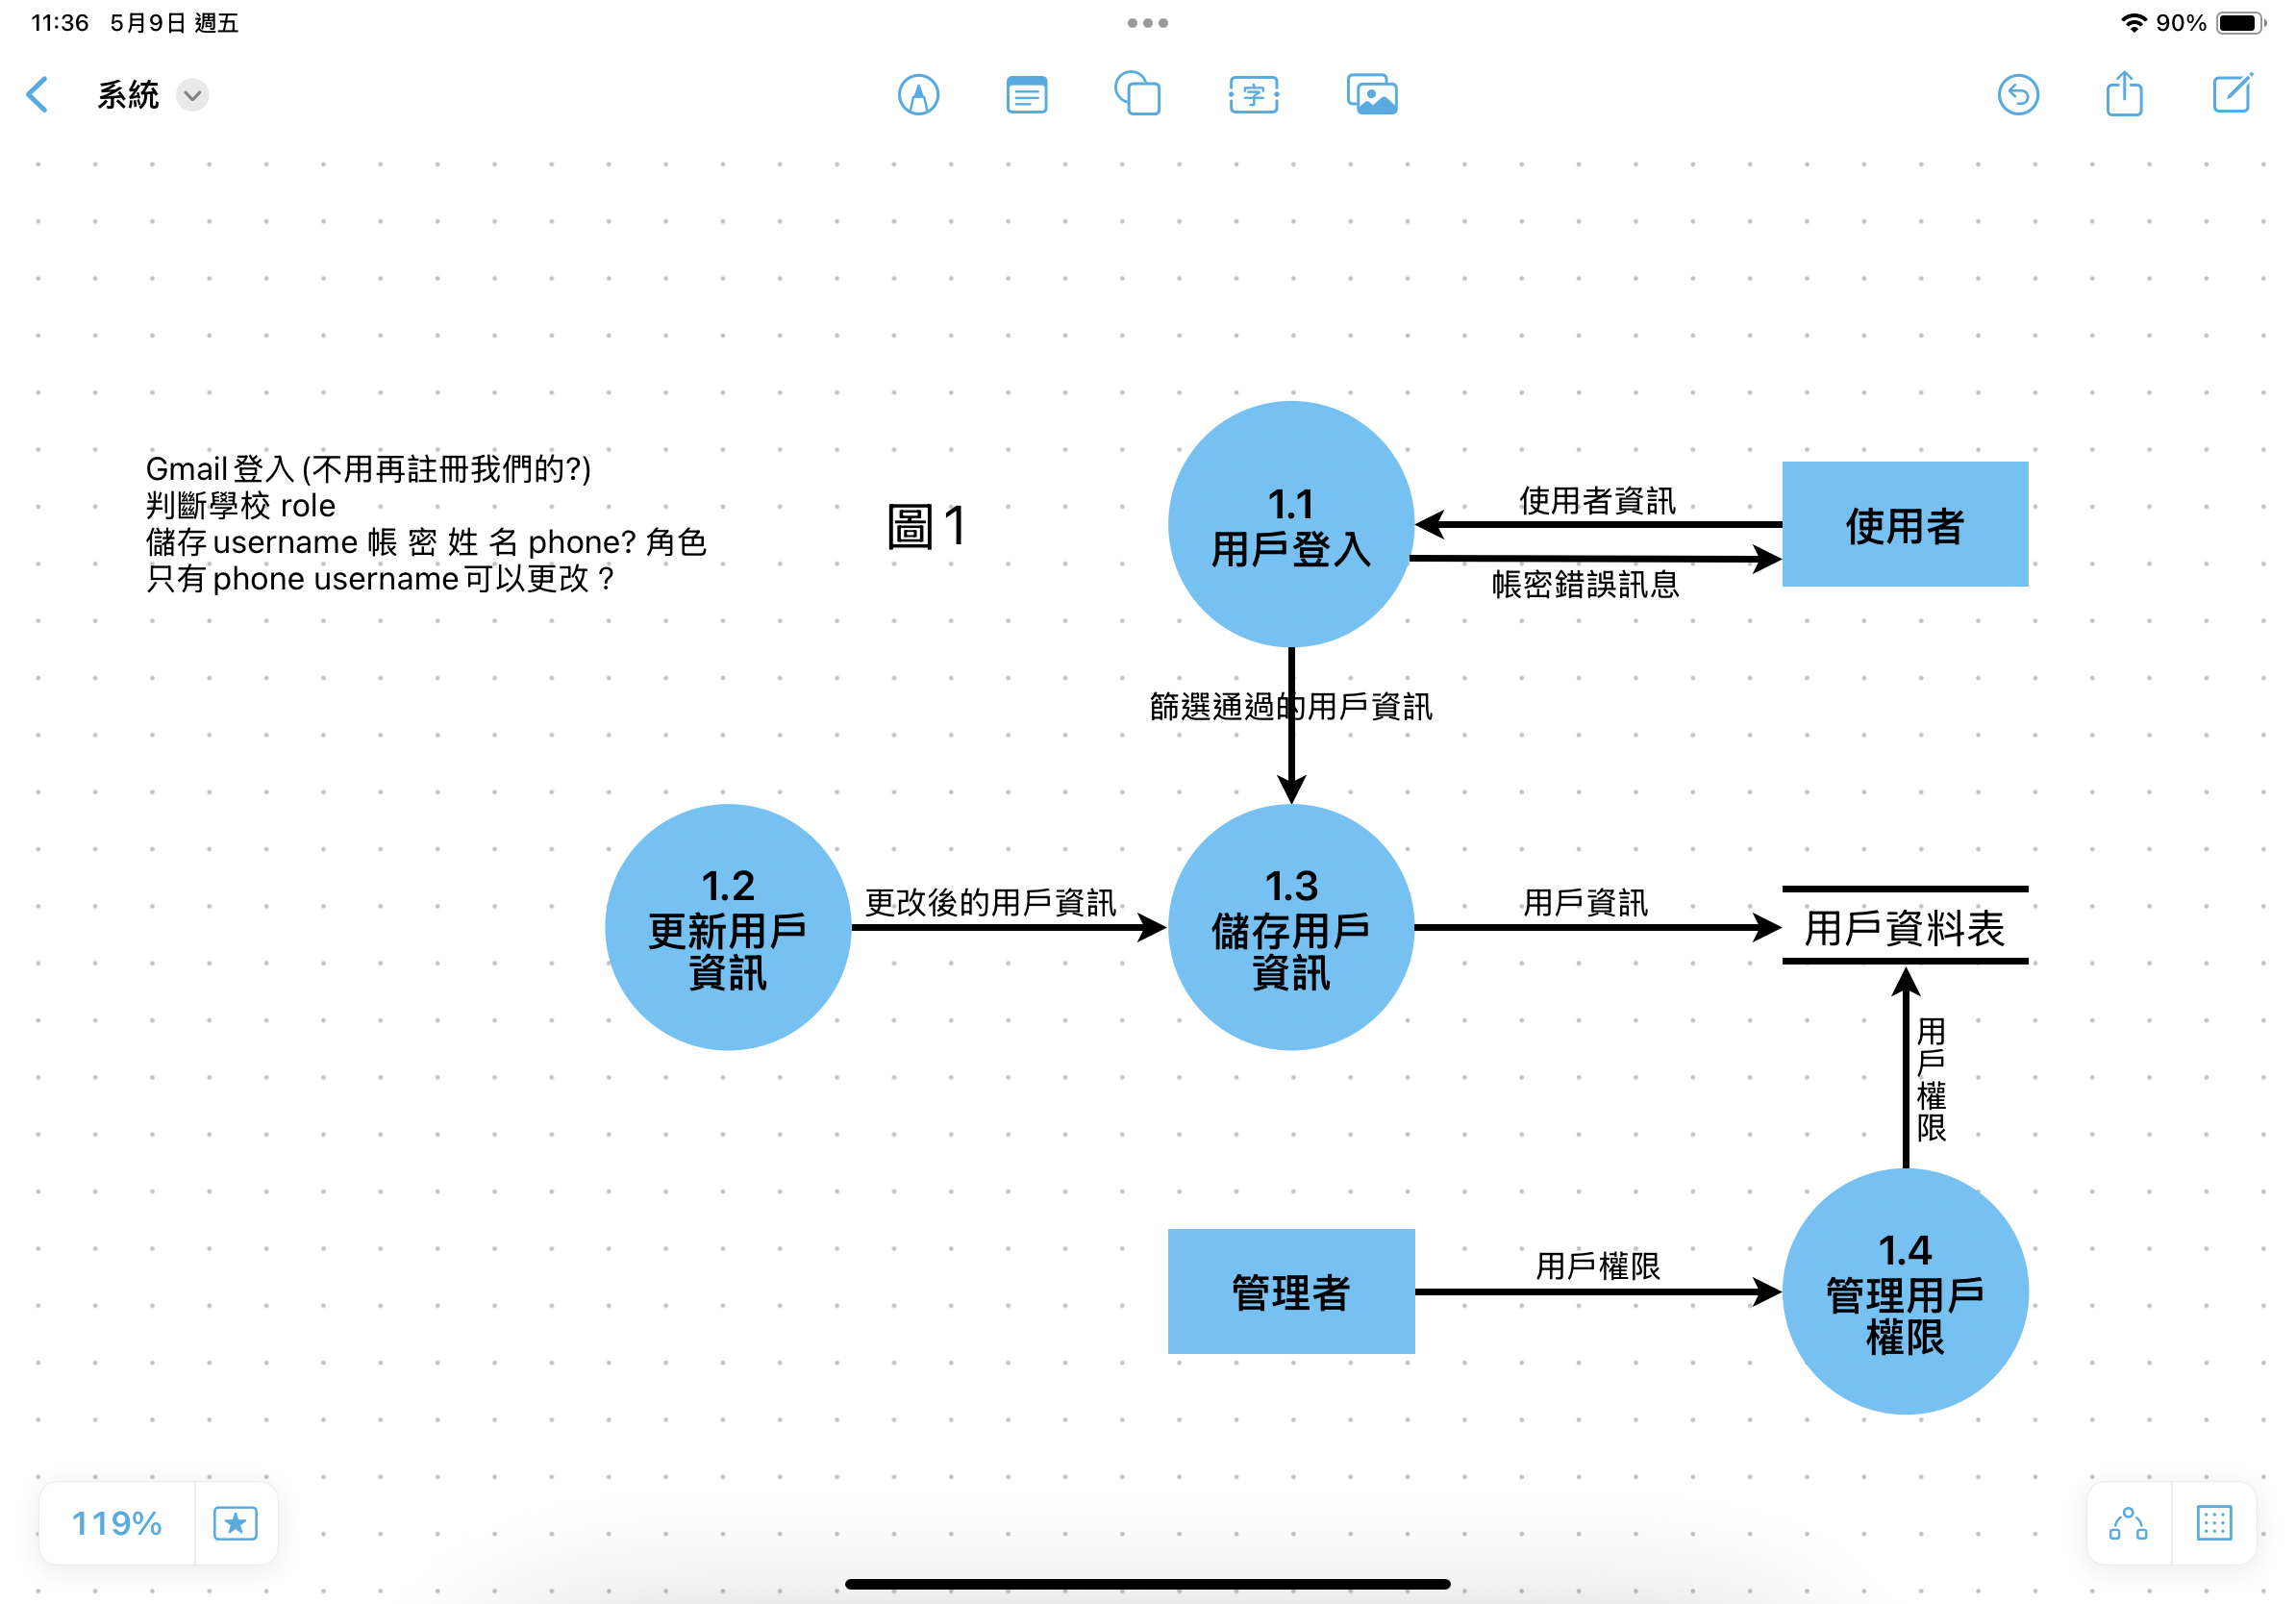 11:36 5月9日 週五
90%
系統
字
Gmail登入(不用再註冊我們的?)
判斷學校 role
儲存username 帳 密 姓 名 phone? 角色
只有phone username可以更改 ?
圖1
1.1
用戶登入
使用者資訊
帳密錯誤訊息
使用者
篩選通過的用戶資訊
1.2
更新用戶
資訊
更改後的用戶資訊
1.3
儲存用戶
資訊
用戶資訊
用戶資料表
用戶權限
管理者
用戶權限
1.4
管理用戶
權限
119%